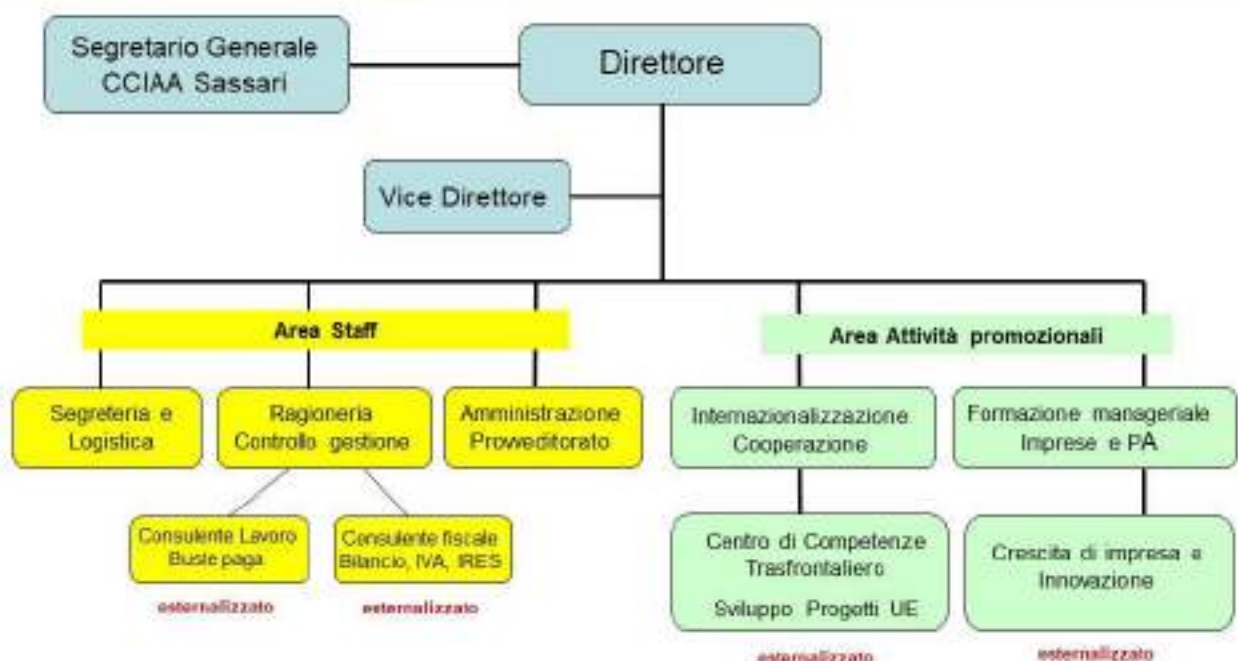 Segretario Generale
CCIAA Sassari
Direttore
Vice Direttore
Area Staff
Area Attività promozionali
Segreteria e
Logistica
Ragioneria
Controllo gestione
Amministrazione
Provveditorato
Internazionalizzazione
Cooperazione
Formazione manageriale
Imprese e PA
Consulente Lavoro
Buste paga
Consulente fiscale
Bilancio, IVA, IRES
Centro di Competenze
Trasfrontaliero
Sviluppo Progetti UE
Crescita di impresa e
Innovazione
esternalizzato
esternalizzato
esternalizzato
esternalizzato